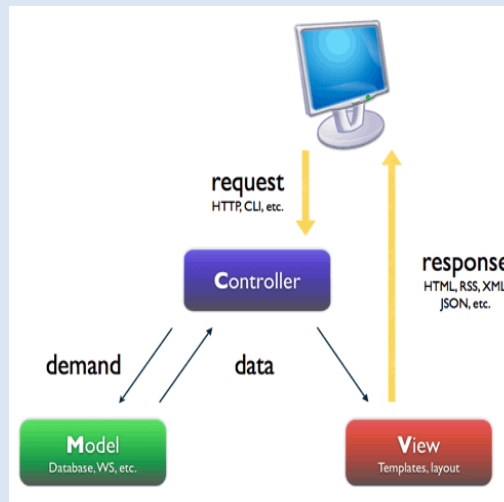 request
HTTP, CLI, etc.
Controller
response
HTML, RSS, XML
JSON, etc.
demand
data
Model
Database, WS, etc.
View
Templates, layout